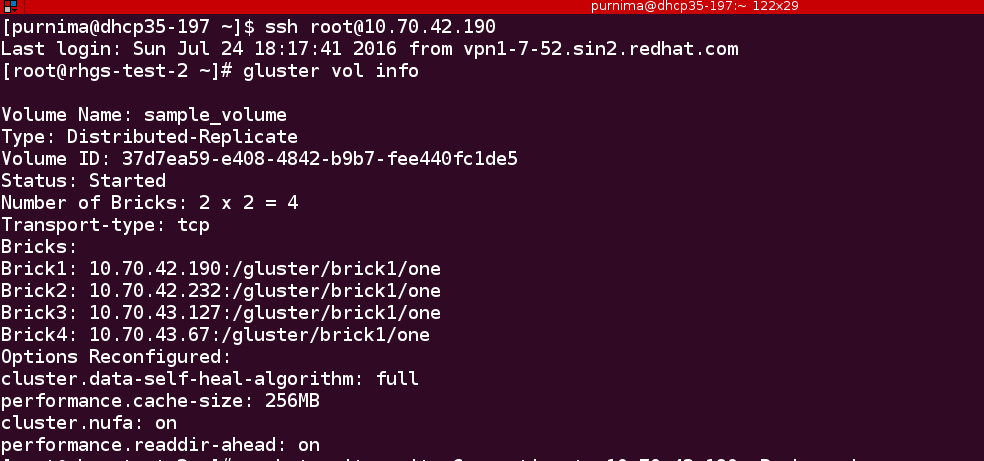 purnima@dhcp35-197:~ 122x29
[purnima@dhcp35-197 ~]$ ssh root@10.70.42.190
Last login: Sun Jul 24 18:17:41 2016 from vpn1-7-52.sin2.redhat.com
[root@rhgs-test-2 ~]# gluster vol info
Volume Name: sample_volume
Type: Distributed-Replicate
Volume ID: 37d7ea59-e408-4842-b9b7-fee440fc1de5
Status: Started
Number of Bricks: 2 x 2 = 4
Transport-type: tcp
Bricks:
Brick1: 10.70.42.190:/gluster/brick1/one
Brick2: 10.70.42.232:/gluster/brick1/one
Brick3: 10.70.43.127:/gluster/brick1/one
Brick4: 10.70.43.67:/gluster/brick1/one
Options Reconfigured:
cluster.data-self-heal-algorithm: full
performance.cache-size: 256MB
cluster.nufa: on
performance.readdir-ahead: on